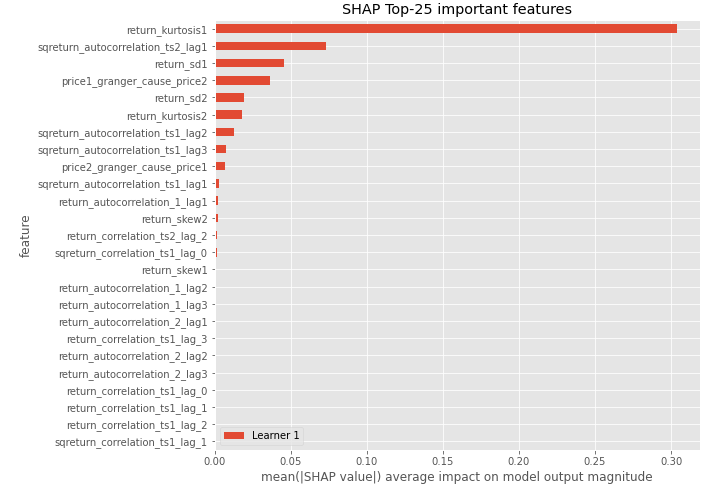 SHAP Top-25 important features
return_kurtosis1
sqreturn_autocorrelation_ts2_lag1
return_sd1
price1_granger_cause_price2
return_sd2
return_kurtosis2
sqreturn_autocorrelation_ts1_lag2
sqreturn_autocorrelation_ts1_lag3
price2_granger_cause_price1
sqreturn_autocorrelation_ts1_lag1
return_autocorrelation_1_lag1
return_skew2
return_correlation_ts2_lag_2
sqreturn_correlation_ts1_lag_0
return_skew1
return_autocorrelation_1_lag2
return_autocorrelation_1_lag3
return_autocorrelation_2_lag1
return_correlation_ts1_lag_3
return_autocorrelation_2_lag2
return_autocorrelation_2_lag3
return_correlation_ts1_lag_0
return_correlation_ts1_lag_1
return_correlation_ts1_lag_2
sqreturn_correlation_ts1_lag_1
feature
Learner 1
0.00 0.05 0.10 0.15 0.20 0.25 0.30
mean(|SHAP value|) average impact on model output magnitude